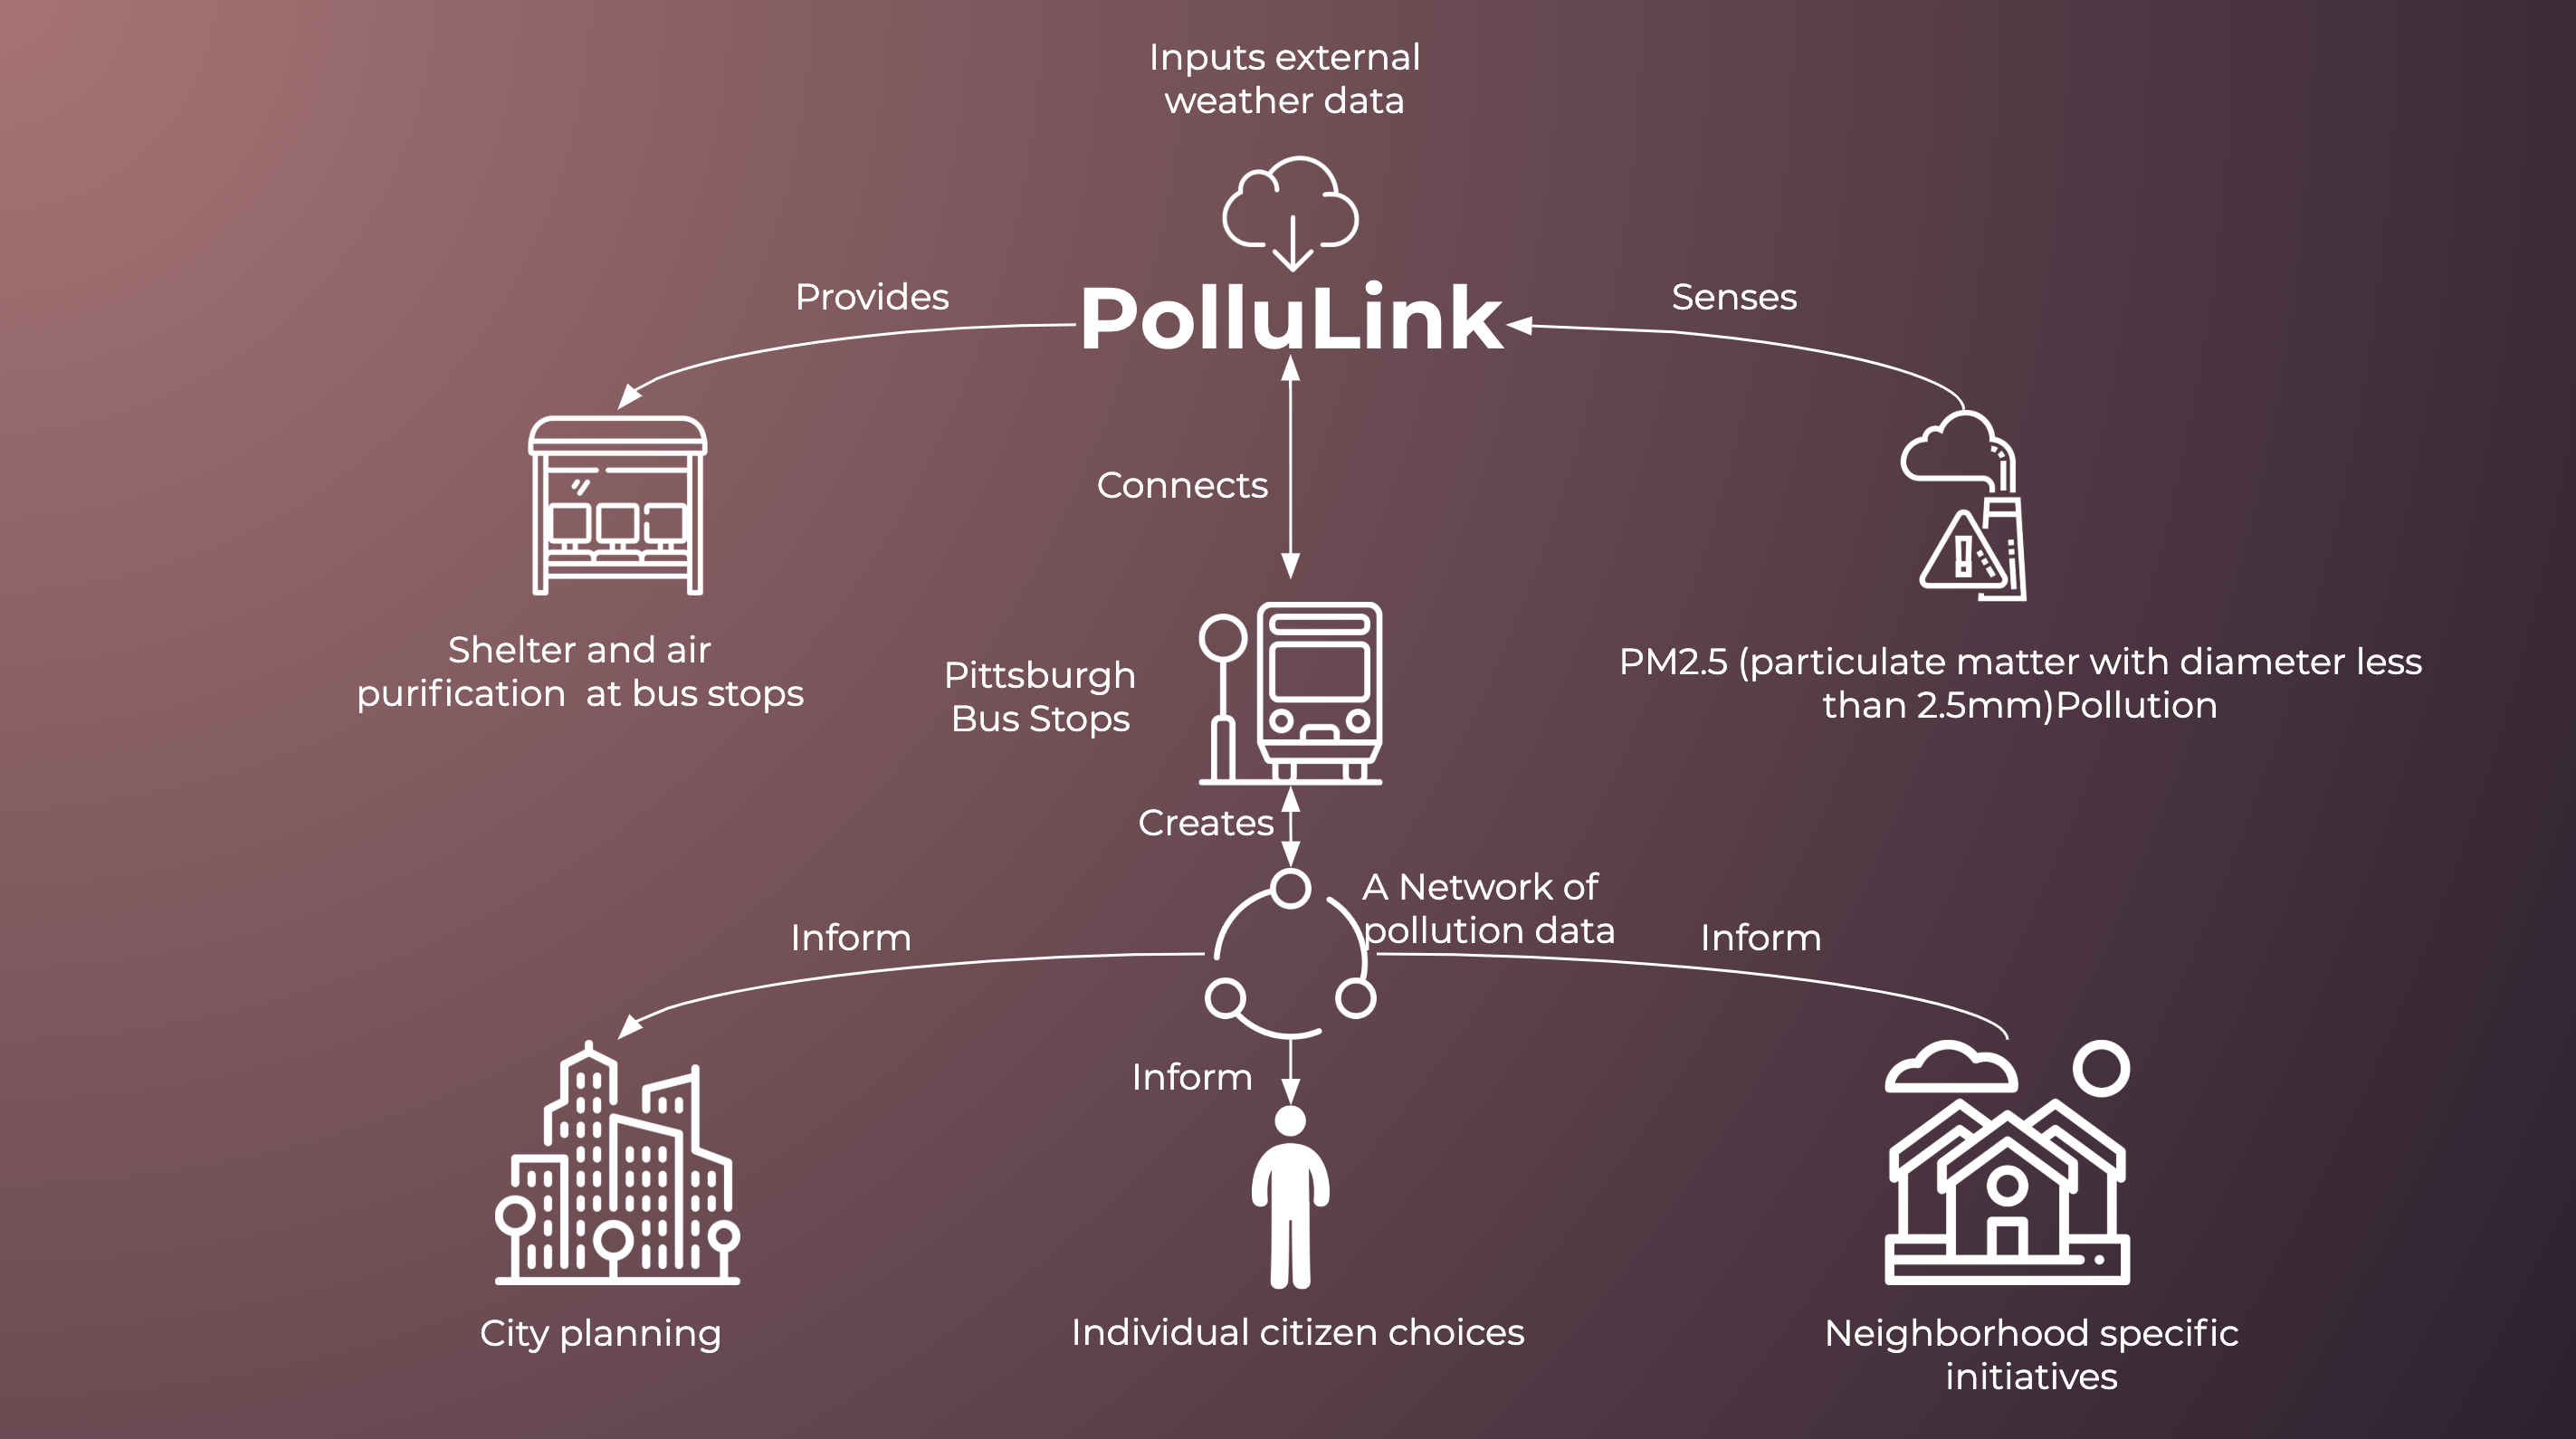 Inputs external
weather data
Provides
PolluLink
Senses
Connects
Shelter and air
purification  at bus stops
Pittsburgh
Bus Stops
PM2.5 (particulate matter with diameter less
than 2.5mm)Pollution
Creates
A Network of
pollution data
Inform
Inform
Inform
City planning
Individual citizen choices
Neighborhood specific
initiatives